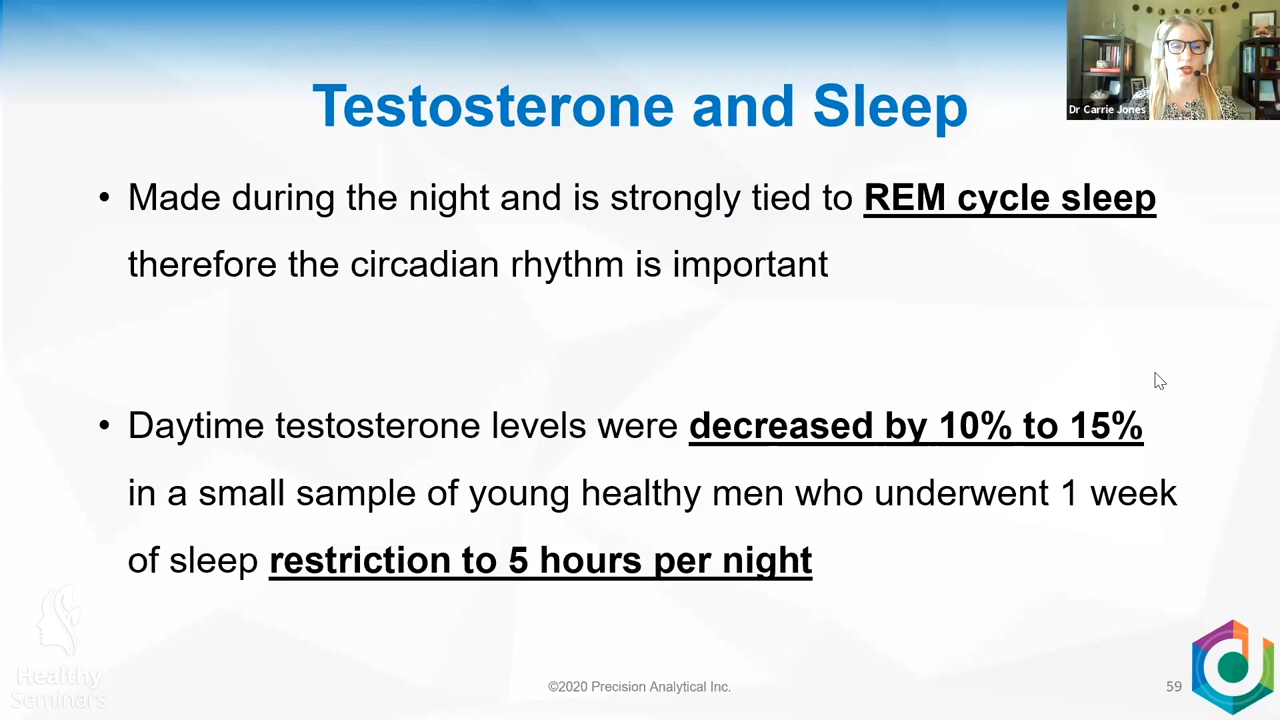 Dr Carrie Jones
Testosterone and Sleep
• Made during the night and is strongly tied to REM cycle sleep
therefore the circadian rhythm is important
• Daytime testosterone levels were decreased by 10% to 15%
in a small sample of young healthy men who underwent 1 week
of sleep restriction to 5 hours per night
Healthy
Seminars
©2020 Precision Analytical Inc.
59